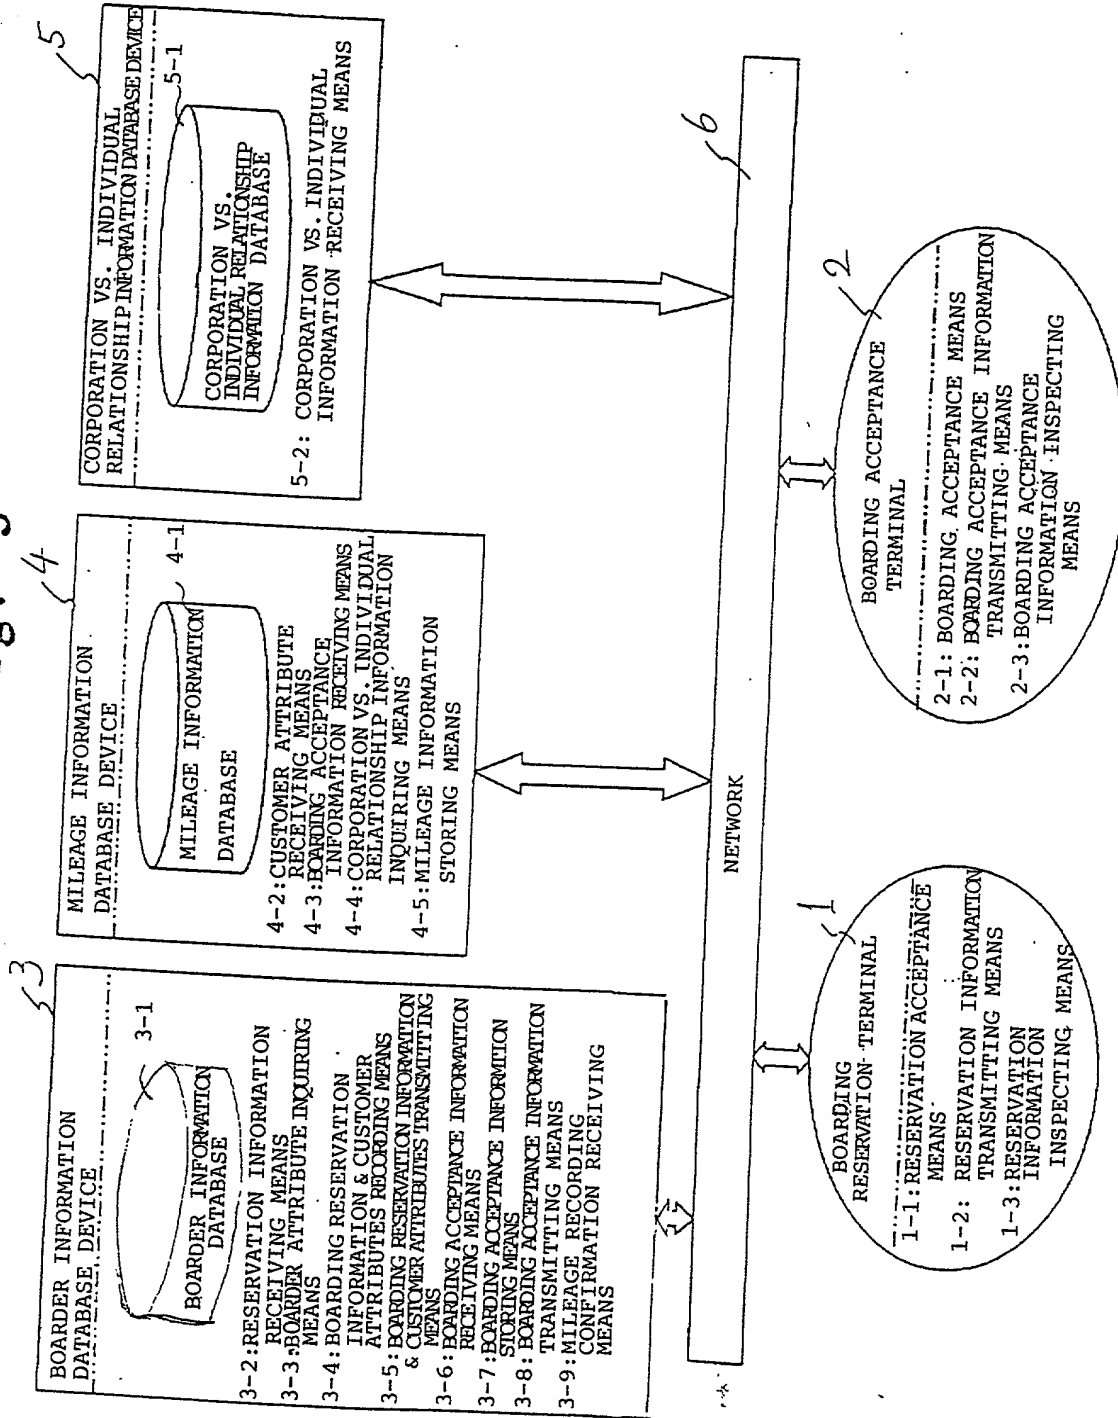 BOARDER INFORMATION
DATABASE DEVICE
3
3-1
BOARDER INFORMATION
DATABASE
3-2:RESERVATION INFORMATION
RECEIVING MEANS
3-3:BOARDER ATTRIBUTE INQUIRING
MEANS
3-4:BOARDING RESERVATION
INFORMATION & CUSTOMER
ATTRIBUTES RECORDING MEANS
3-5:BOARDING RESERVATION INFORMATION
& CUSTOMER ATTRIBUTES TRANSMITTING
MEANS
3-6:BOARDING ACCEPTANCE INFORMATION
RECEIVING MEANS
3-7:BOARDING ACCEPTANCE INFORMTION
STORING MEANS
3-8:BOARDING ACCEPTANCE INFORMATION
TRANSMITTING MEANS
3-9:MILEAGE RECORDING
CONFIRMATION RECEIVING
MEANS
MILEAGE INFORMATION
DATABASE DEVICE
4
4-1
MILEAGE INFORMATION
DATABASE
4-2:CUSTOMER ATTRIBUTE
RECEIVING MEANS
4-3:BOARDING ACCEPTANCE
INFORMATION RECEIVING MEANS
4-4:CORPORATION VS. INDIVIDUAL
RELATIONSHIP INFORMATION
INQUIRING MEANS
4-5:MILEAGE INFORMATION
STORING MEANS
CORPORATION VS. INDIVIDUAL
RELATIONSHIP INFORMATION DATABASE DEVICE
5
5-1
CORPORATION VS.
INDIVIDUAL RELATIONSHIP
INFORMATION DATABASE
5-2: CORPORATION VS. INDIVIDUAL
INFORMATION RECEIVING MEANS
NETWORK
6
BOARDING
RESERVATION TERMINAL
1
1-1:RESERVATION ACCEPTANCE
MEANS
1-2: RESERVATION INFORMATION
TRANSMITTING MEANS
1-3:RESERVATION
INFORMATION
INSPECTING MEANS
BOARDING ACCEPTANCE
TERMINAL
2
2-1: BOARDING ACCEPTANCE MEANS
2-2: BOARDING ACCEPTANCE INFORMATION
TRANSMITTING MEANS
2-3:BOARDING ACCEPTANCE
INFORMATION INSPECTING
MEANS